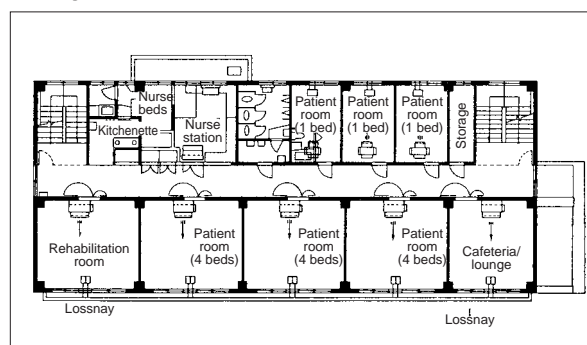 Nurse
beds
Kitchenette
Nurse
station
Patient
room
(1 bed)
Patient
room
(1 bed)
Patient
room
(1 bed)
Storage
Rehabilitation
room
Patient
room
(4 beds)
Patient
room
(4 beds)
Patient
room
(4 beds)
Cafeteria/
lounge
Lossnay
Lossnay